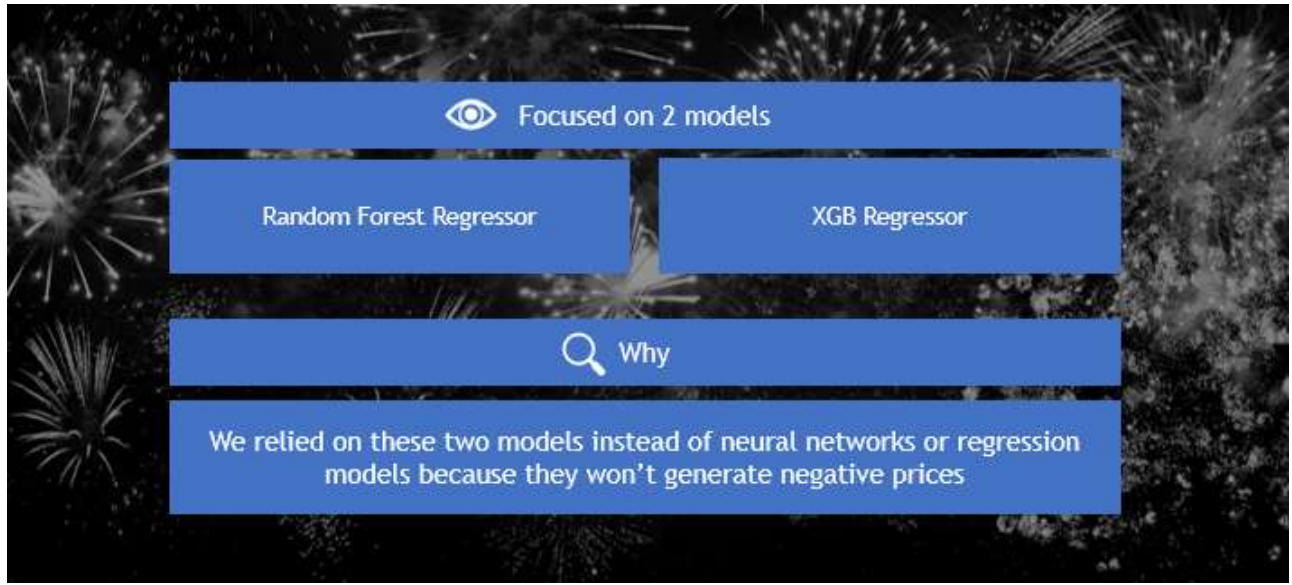 Focused on 2 models
Random Forest Regressor
XGB Regressor
Why
We relied on these two models instead of neural networks or regression
models because they won’t generate negative prices